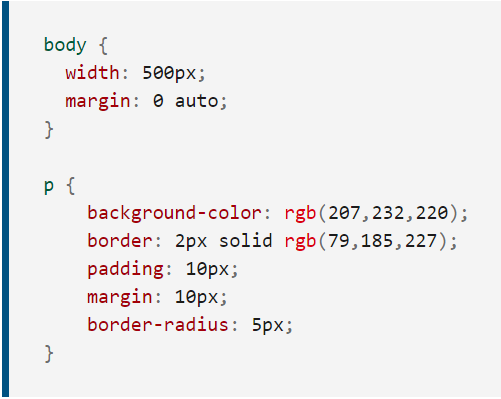 body {
  width: 500px;
  margin: 0 auto;
}

p {
    background-color: rgb(207,232,220);
    border: 2px solid rgb(79,185,227);
    padding: 10px;
    margin: 10px;
    border-radius: 5px;
}